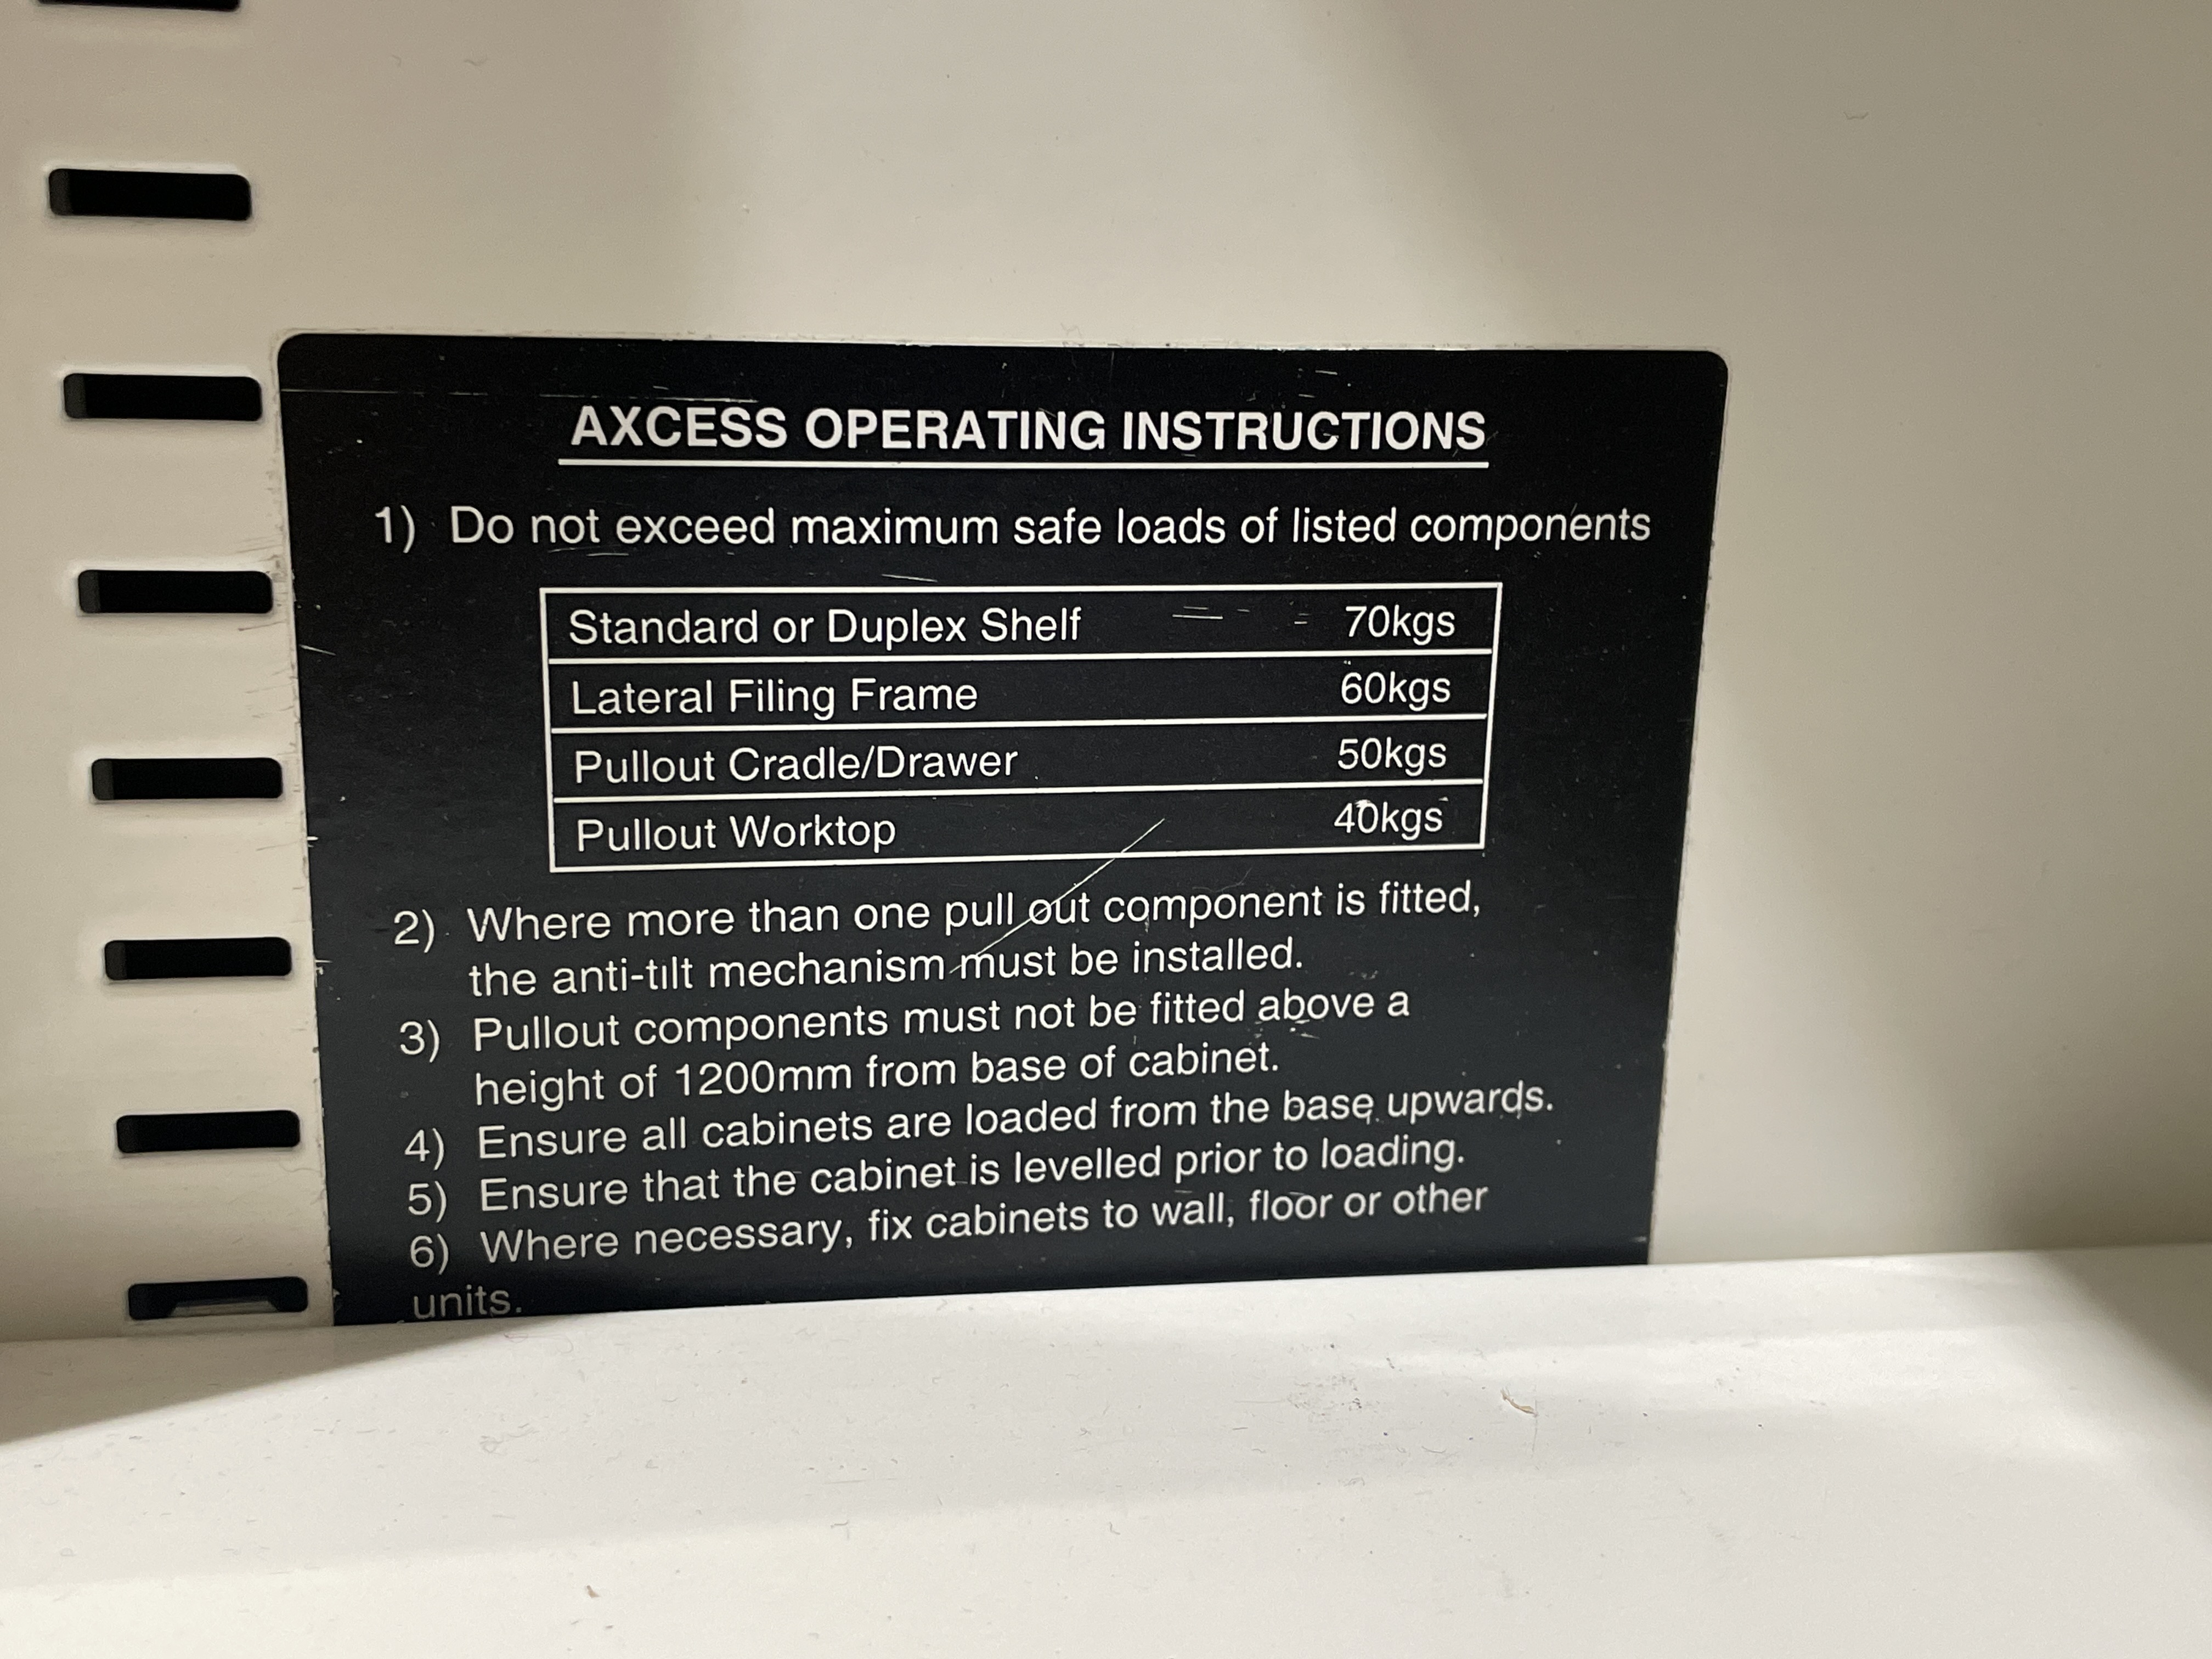 AXCESS OPERATING INSTRUCTIONS
1) Do not exceed maximum safe loads of listed components
Standard or Duplex Shelf 70kgs
Lateral Filing Frame 60kgs
Pullout Cradle/Drawer 50kgs
Pullout Worktop 40kgs
2) Where more than one pull out component is fitted,
the anti-tilt mechanism must be installed.
3) Pullout components must not be fitted above a
height of 1200mm from base of cabinet.
4) Ensure all cabinets are loaded from the base upwards.
5) Ensure that the cabinet is levelled prior to loading.
6) Where necessary, fix cabinets to wall, floor or other
units.